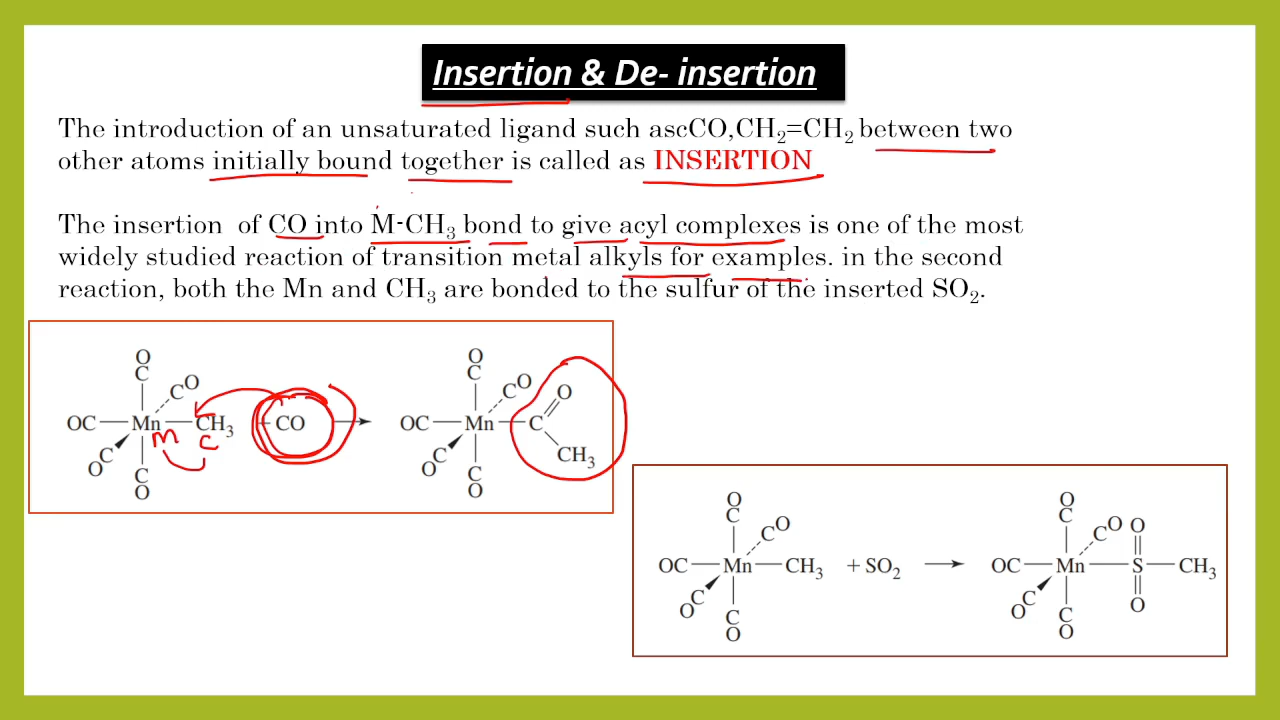 Insertion & De- insertion
The introduction of an unsaturated ligand such ascCO,CH₂=CH₂ between two
other atoms initially bound together is called as INSERTION
The insertion of CO into M-CH₃ bond to give acyl complexes is one of the most
widely studied reaction of transition metal alkyls for examples. in the second
reaction, both the Mn and CH₃ are bonded to the sulfur of the inserted SO₂.
O
C
CO
OC Mn CH₃ + CO
M C
C
O
C
O
O
C
CO O
OC Mn C
C
O
CH₃
C
O
O
C
CO
OC Mn CH₃ + SO₂
C
O
C
O
O
C
CO O
OC Mn S CH₃
C
O
O
C
O